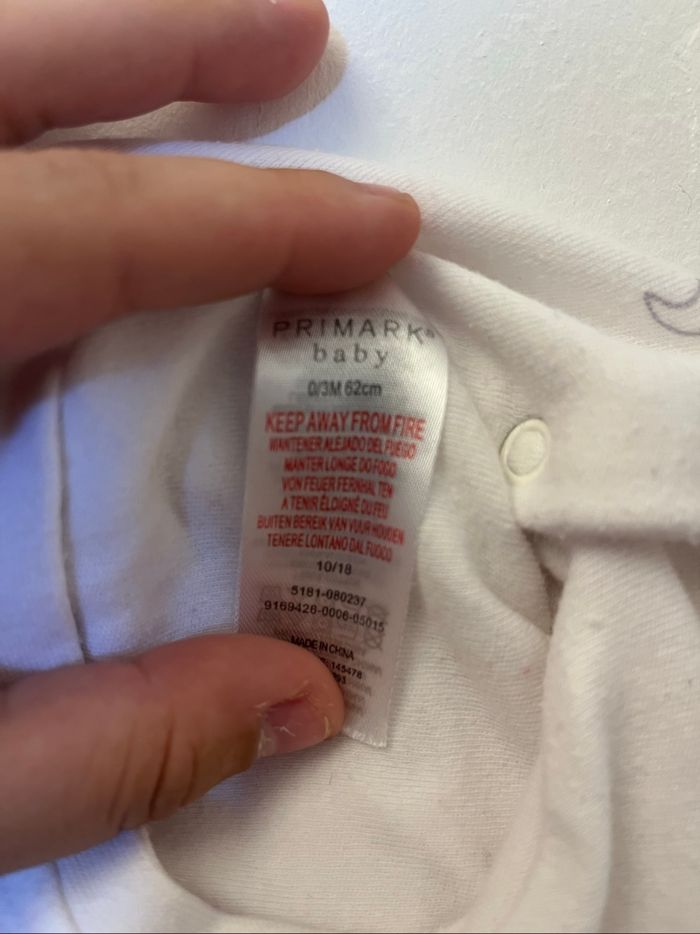 PRIMARK®
baby
0/3M 62cm
KEEP AWAY FROM FIRE
MANTENER ALEJADO DEL FUEGO
MANTER LONGE DO FOGO
VON FEUER FERNHALTEN
A TENIR ÉLOIGNÉ DU FEU
BUITEN BEREIK VAN VUUR HOUDEN
TENERE LONTANO DAL FUOCO
10/18
5181-080237
9169426-0006-05015
MADE IN CHINA
145478